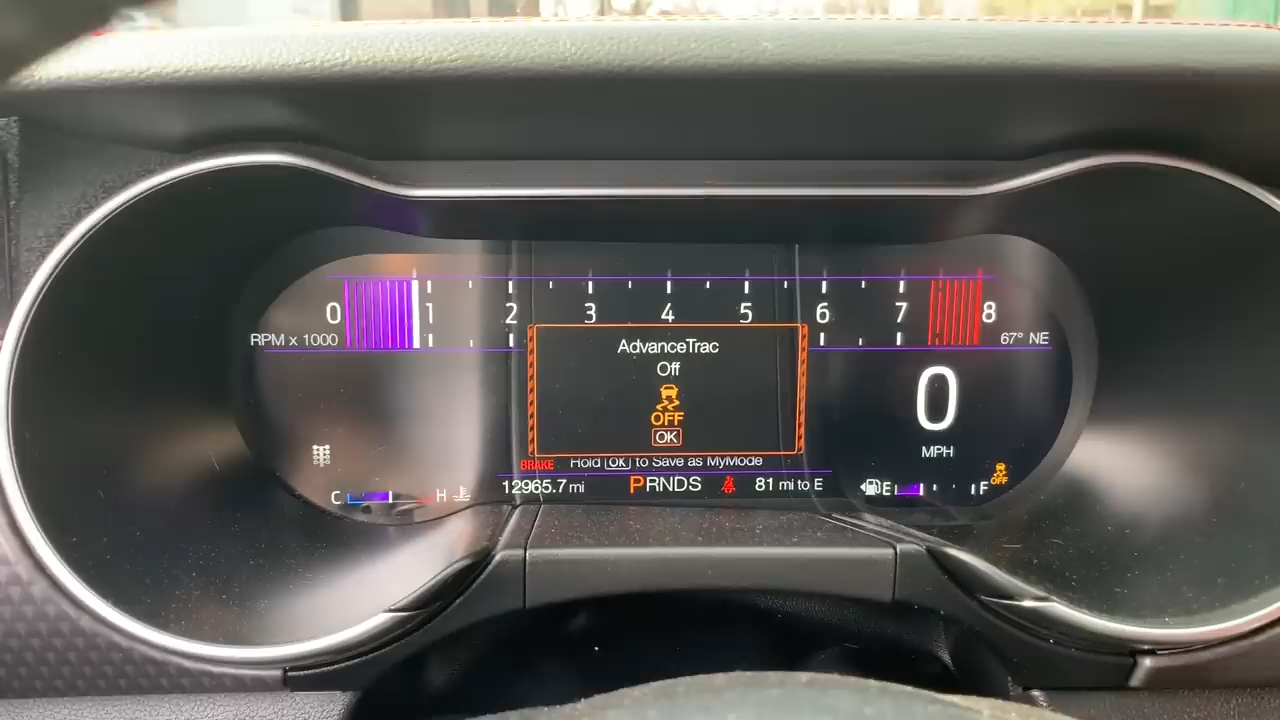 0 1 2 3 4 5 6 7 8
RPM x 1000
67° NE
AdvanceTrac
Off
OFF
OK
0
MPH
BRAKE
Hold OK to Save as MyMode
12965.7 mi
PRNDS
81 mi to E
C H
E F
OFF